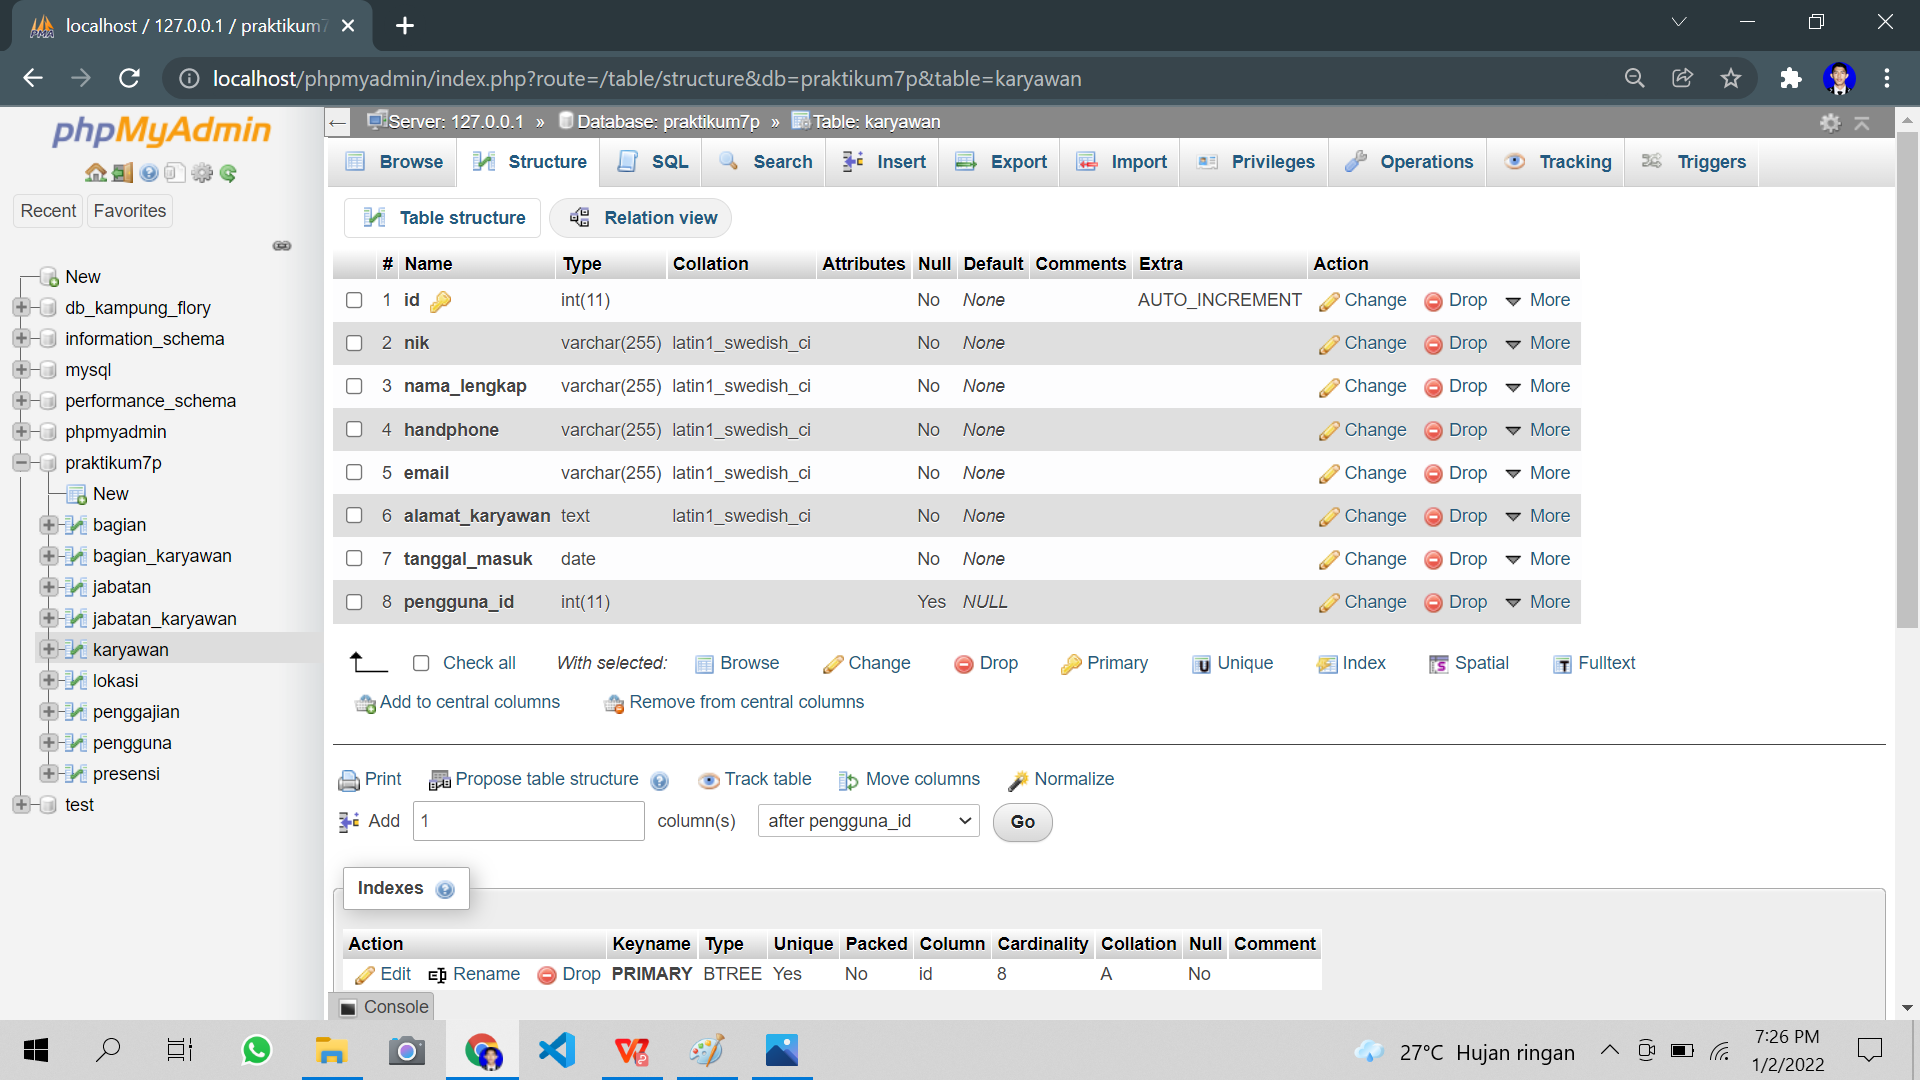 localhost / 127.0.0.1 / praktikum7
localhost/phpmyadmin/index.php?route=/table/structure&db=praktikum7p&table=karyawan
phpMyAdmin
Recent Favorites
New
db_kampung_flory
information_schema
mysql
performance_schema
phpmyadmin
praktikum7p
New
bagian
bagian_karyawan
jabatan
jabatan_karyawan
karyawan
lokasi
penggajian
pengguna
presensi
test
Server: 127.0.0.1 » Database: praktikum7p » Table: karyawan
Browse Structure SQL Search Insert Export Import Privileges Operations Tracking Triggers
Table structure Relation view
# Name Type Collation Attributes Null Default Comments Extra Action
1 id int(11) No None AUTO_INCREMENT Change Drop More
2 nik varchar(255) latin1_swedish_ci No None Change Drop More
3 nama_lengkap varchar(255) latin1_swedish_ci No None Change Drop More
4 handphone varchar(255) latin1_swedish_ci No None Change Drop More
5 email varchar(255) latin1_swedish_ci No None Change Drop More
6 alamat_karyawan text latin1_swedish_ci No None Change Drop More
7 tanggal_masuk date No None Change Drop More
8 pengguna_id int(11) Yes NULL Change Drop More
Check all With selected: Browse Change Drop Primary Unique Index Spatial Fulltext
Add to central columns Remove from central columns
Print Propose table structure Track table Move columns Normalize
Add 1 column(s) after pengguna_id Go
Indexes
Action Keyname Type Unique Packed Column Cardinality Collation Null Comment
Edit Rename Drop PRIMARY BTREE Yes No id 8 A No
Console
27°C Hujan ringan
7:26 PM
1/2/2022